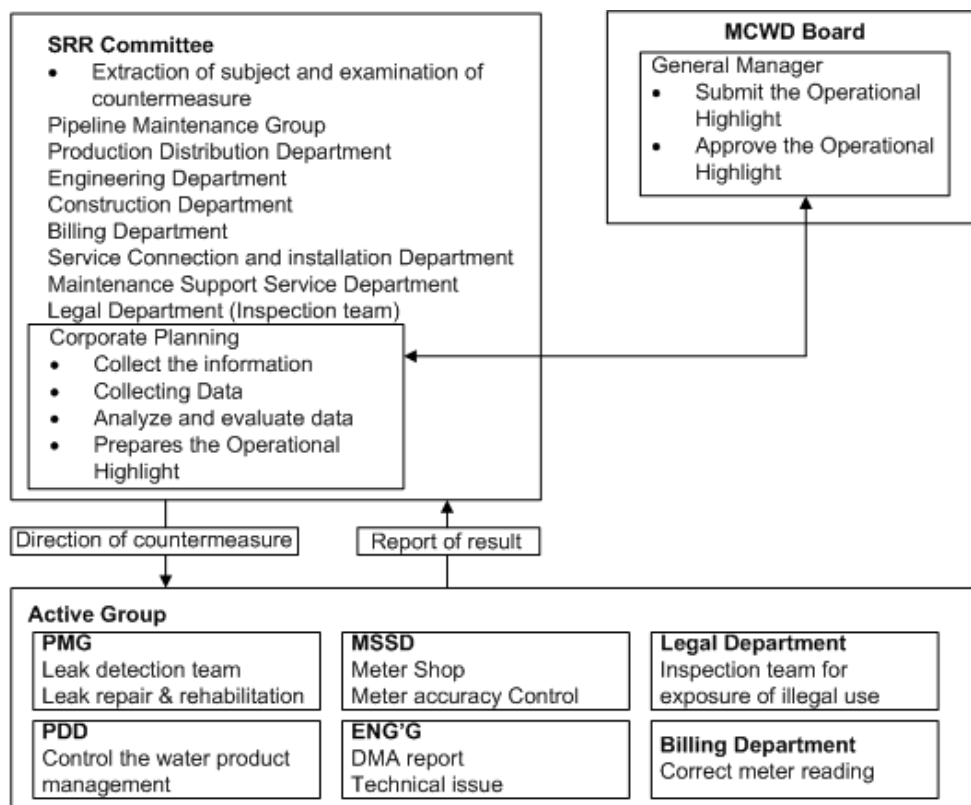 SRR Committee
• Extraction of subject and examination of
countermeasure
Pipeline Maintenance Group
Production Distribution Department
Engineering Department
Construction Department
Billing Department
Service Connection and installation Department
Maintenance Support Service Department
Legal Department (Inspection team)
Corporate Planning
• Collect the information
• Collecting Data
• Analyze and evaluate data
• Prepares the Operational
Highlight
MCWD Board
General Manager
• Submit the Operational
Highlight
• Approve the Operational
Highlight
Direction of countermeasure
Report of result
Active Group
PMG
Leak detection team
Leak repair & rehabilitation
MSSD
Meter Shop
Meter accuracy Control
Legal Department
Inspection team for
exposure of illegal use
PDD
Control the water product
management
ENG’G
DMA report
Technical issue
Billing Department
Correct meter reading